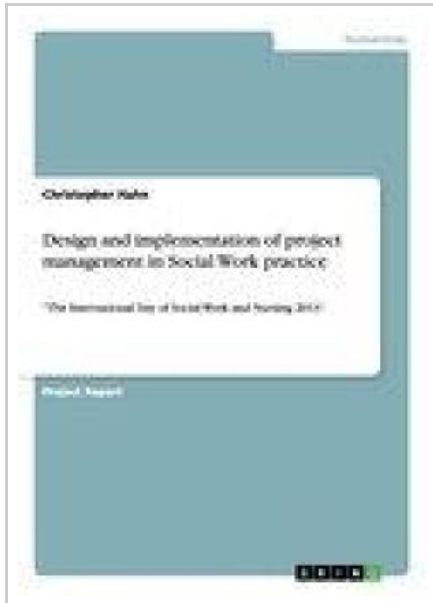 Christopher Hahn
Design and implementation of project
management in Social Work practice
"The International Day of Social Work and Nursing
Project Report
GRIN